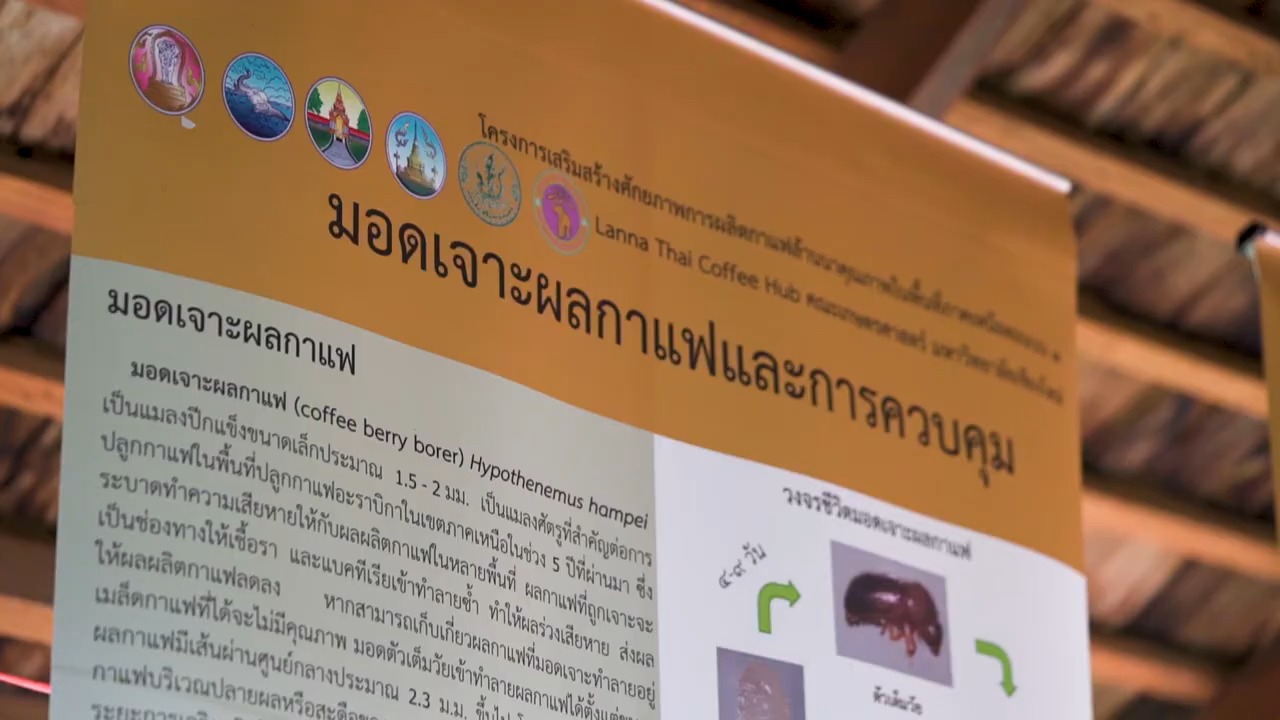 โครงการเสริมสร้างศักยภาพการผลิตกาแฟล้านนาคุณภาพในพื้นที่ภาคเหนือตอนบน ๑
Lanna Thai Coffee Hub คณะเกษตรศาสตร์ มหาวิทยาลัยเชียงใหม่
มอดเจาะผลกาแฟและการควบคุม
มอดเจาะผลกาแฟ
มอดเจาะผลกาแฟ (coffee berry borer) Hypothenemus hampei
เป็นแมลงปีกแข็งขนาดเล็กประมาณ 1.5 - 2 มม. เป็นแมลงศัตรูที่สำคัญต่อการ
ปลูกกาแฟในพื้นที่ปลูกกาแฟอะราบิกาในเขตภาคเหนือในช่วง 5 ปีที่ผ่านมา ซึ่ง
ระบาดทำความเสียหายให้กับผลผลิตกาแฟในหลายพื้นที่ ผลกาแฟที่ถูกเจาะจะ
เป็นช่องทางให้เชื้อรา และแบคทีเรียเข้าทำลายซ้ำ ทำให้ผลร่วงเสียหาย ส่งผล
ให้ผลผลิตกาแฟลดลง หากสามารถเก็บเกี่ยวผลกาแฟที่มอดเจาะทำลายอยู่
เมล็ดกาแฟที่ได้จะไม่มีคุณภาพ มอดตัวเต็มวัยเข้าทำลายผลกาแฟได้ตั้งแต่
ผลกาแฟมีเส้นผ่านศูนย์กลางประมาณ 2.3 ม.ม. ขึ้นไป
กาแฟบริเวณปลายผลหรือสะดือ
วงจรชีวิตมอดเจาะผลกาแฟ
๔-๙ วัน
ตัวเต็มวัย